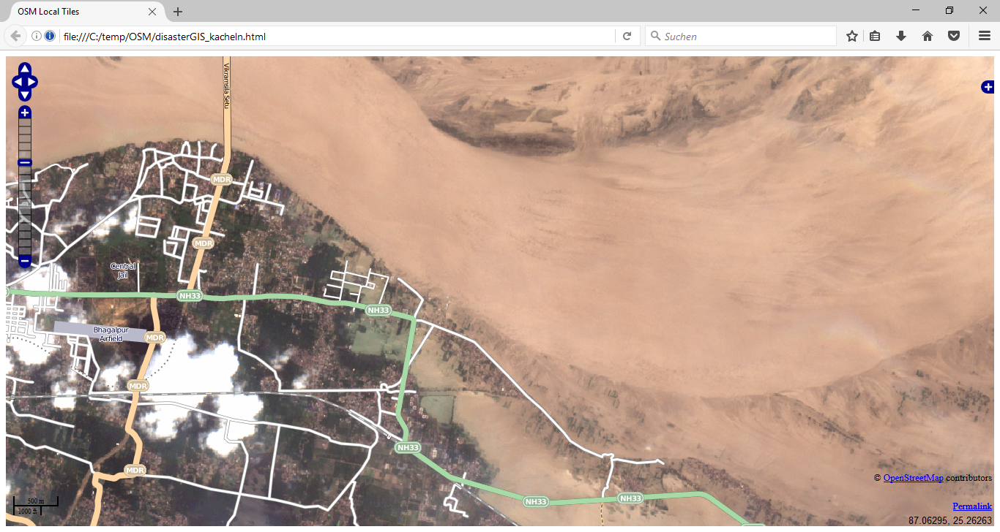 OSM Local Tiles
file:///C:/temp/OSM/disasterGIS_kacheln.html
Suchen
Vikramsila Setu
MDR
MDR
Central
Jail
NH33
NH33
Bhagalpur
Airfield
MDR
MDR
NH33
MDR
NH33
NH33
© OpenStreetMap contributors
500 m
1000 ft
Permalink
87.06295, 25.26263